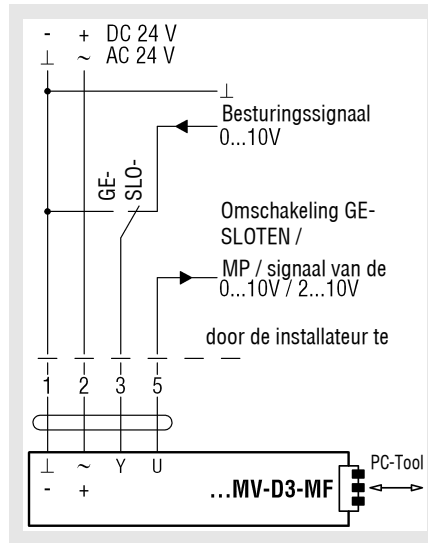 - + DC 24 V
⊥ ~ AC 24 V
⊥
Besturingssignaal
0...10V
GE-
SLO-
Omschakeling GE-
SLOTEN /
MP / signaal van de
0...10V / 2...10V
door de installateur te
1 2 3 5
⊥ ~ Y U
- +
...MV-D3-MF
PC-Tool